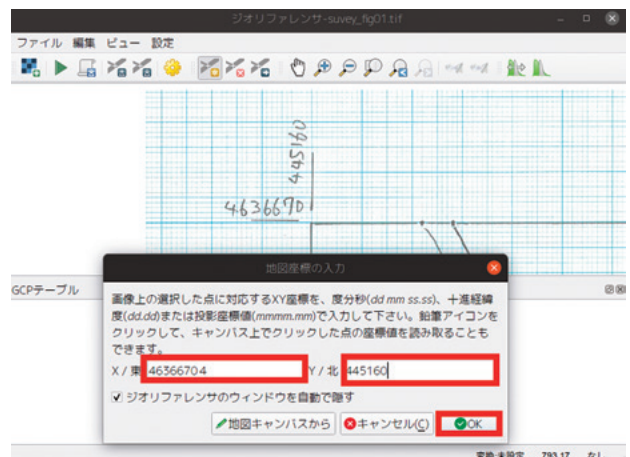 ジオリファレンサ-suvey_fig01.tif
ファイル 編集 ビュー 設定
445160
4636670
GCPテーブル
地図座標の入力
画像上の選択した点に対応するXY座標を、度分秒(dd mm ss.ss)、十進経緯
度(dd.dd)または投影座標値(mmmm.mm)で入力して下さい。鉛筆アイコンを
クリックして、キャンバス上でクリックした点の座標値を読み取ることも
できます。
X / 東 46366704 Y / 北 445160
ジオリファレンサのウィンドウを自動で隠す
地図キャンバスから キャンセル(C) OK
変換:未設定 793,17 なし